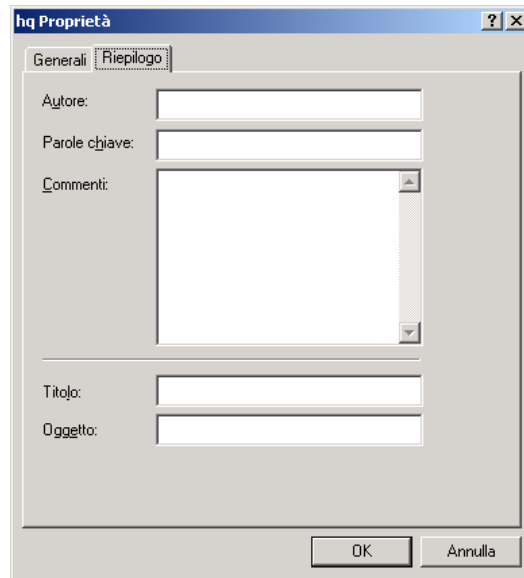 hq Proprietà
Generali Riepilogo
Autore:
Parole chiave:
Commenti:
Titolo:
Oggetto:
OK Annulla